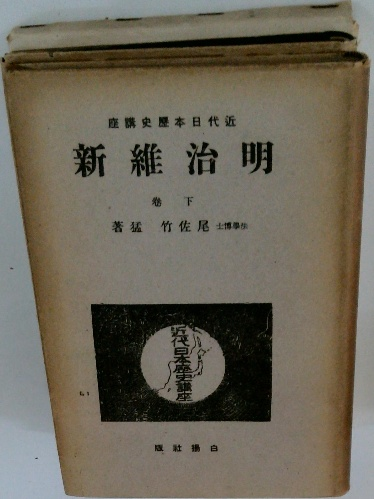 近代日本歴史講座
明治維新
下巻
法學博士 尾佐竹猛著
近代日本歴史講座
白揚社版